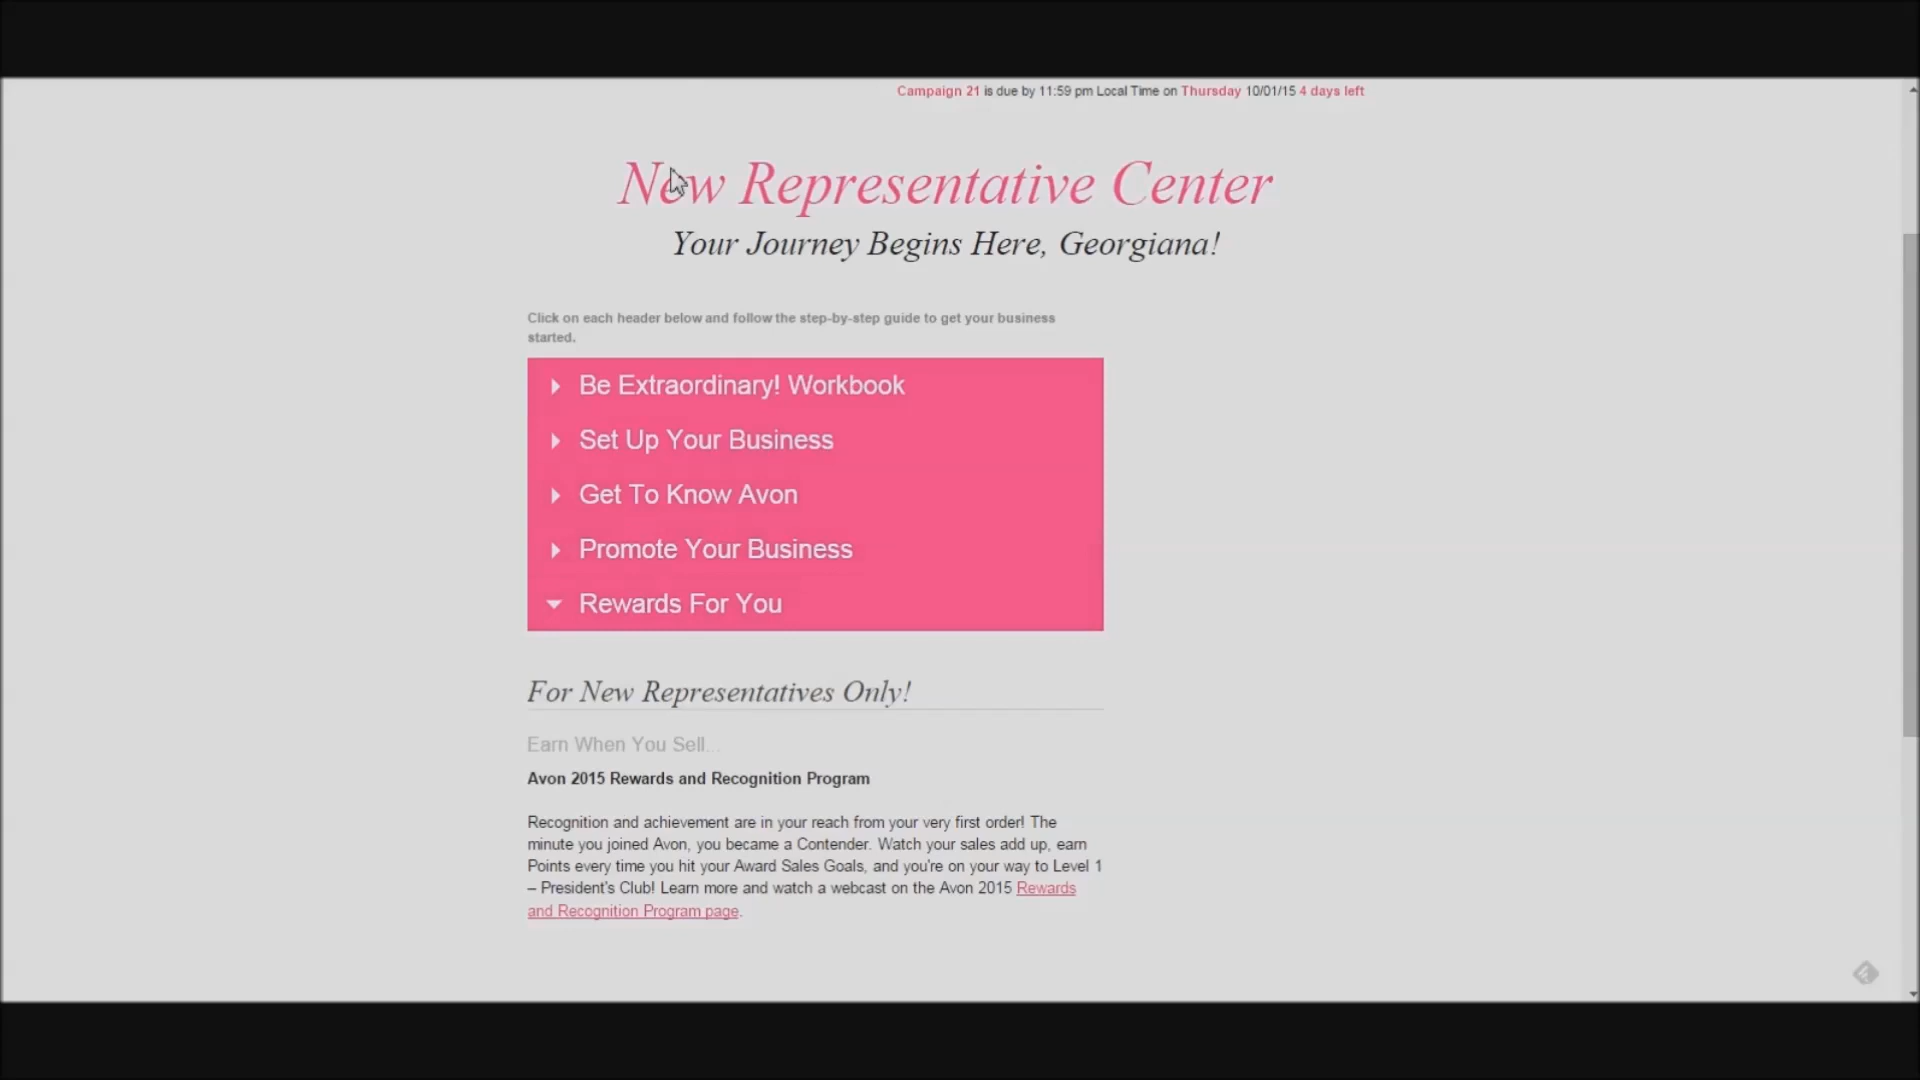 Campaign 21 is due by 11:59 pm Local Time on Thursday 10/01/15 4 days left
New Representative Center
Your Journey Begins Here, Georgiana!
Click on each header below and follow the step-by-step guide to get your business
started.
Be Extraordinary! Workbook
Set Up Your Business
Get To Know Avon
Promote Your Business
Rewards For You
For New Representatives Only!
Earn When You Sell...
Avon 2015 Rewards and Recognition Program
Recognition and achievement are in your reach from your very first order! The
minute you joined Avon, you became a Contender. Watch your sales add up, earn
Points every time you hit your Award Sales Goals, and you're on your way to Level 1
– President's Club! Learn more and watch a webcast on the Avon 2015 Rewards
and Recognition Program page.